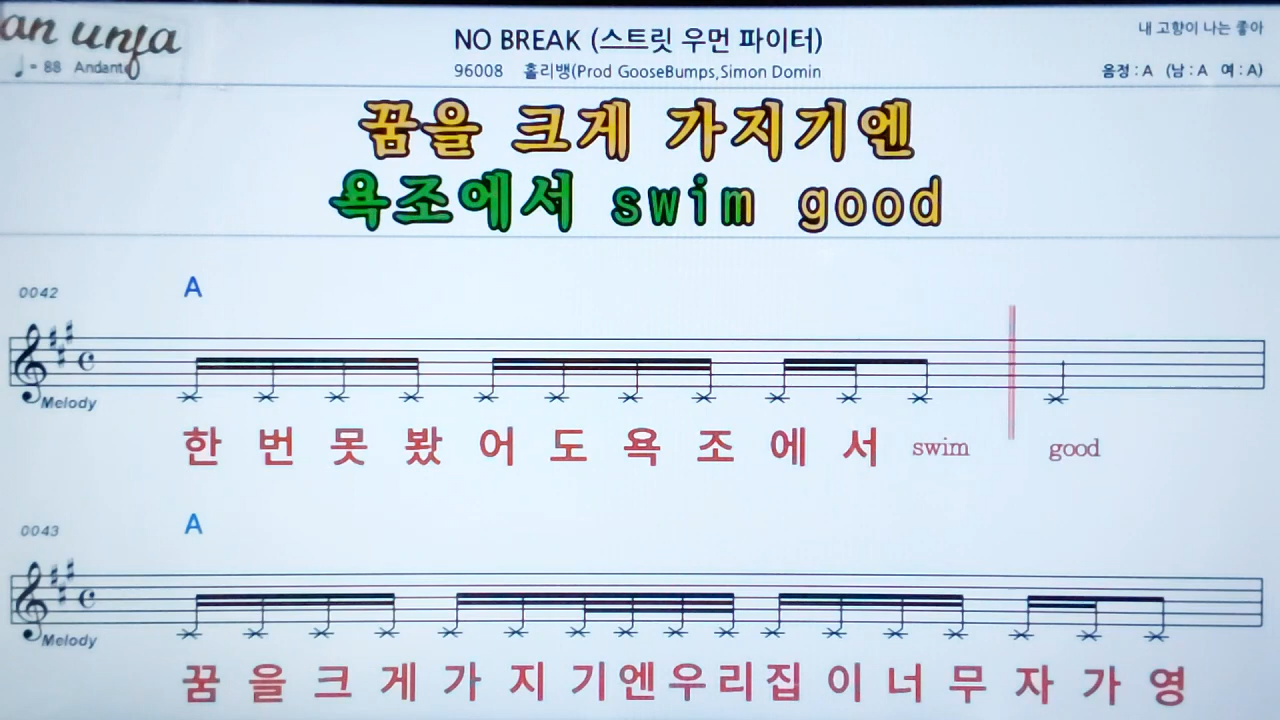 an unja
♩= 88 Andante
NO BREAK (스트릿 우먼 파이터)
96008 홀리뱅(Prod GooseBumps,Simon Domin
내 고향이 나는 좋아
음정 : A (남 : A 여 : A)
꿈을 크게 가지기엔
욕조에서 swim good
0042
A
Melody
한 번 못 봤 어 도 욕 조 에 서 swim good
0043
A
Melody
꿈 을 크 게 가 지 기 엔 우 리 집 이 너 무 자 가 영